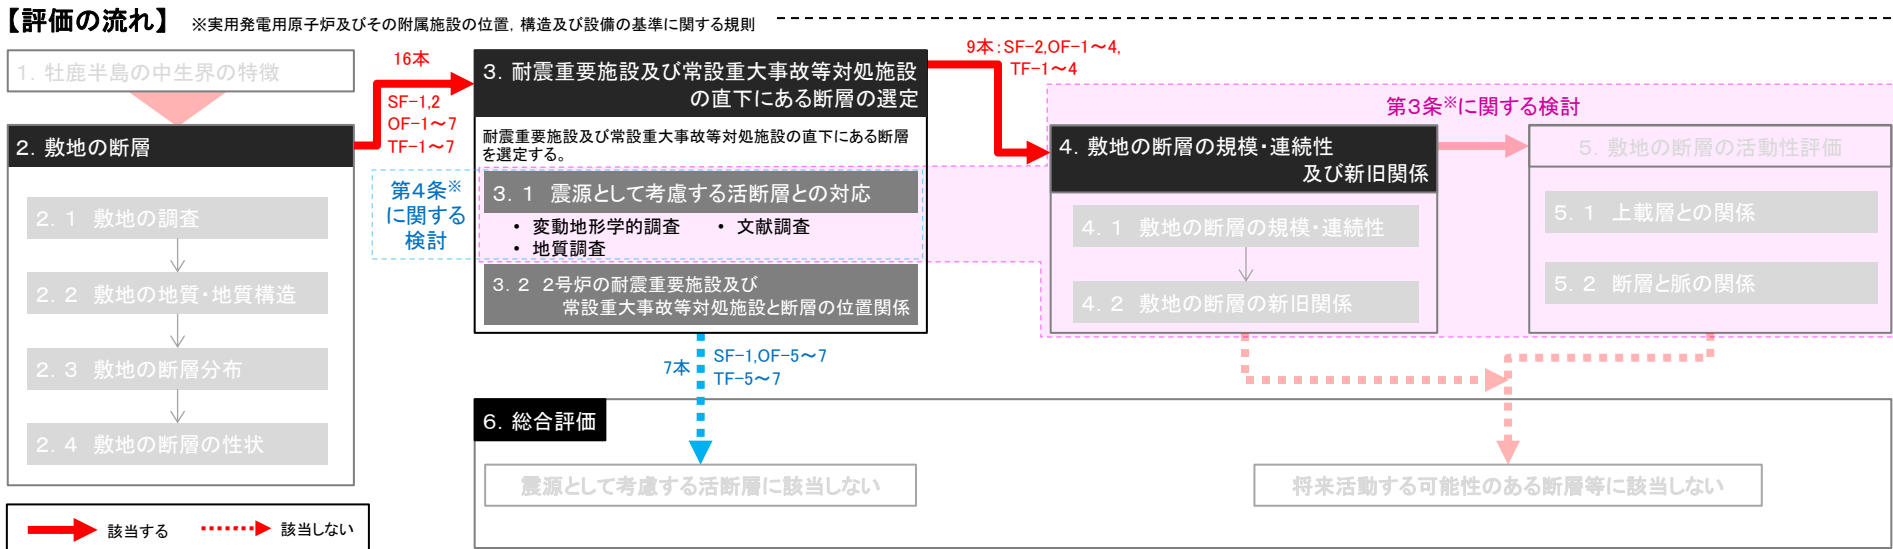 【評価の流れ】 ※実用発電用原子炉及びその附属施設の位置，構造及び設備の基準に関する規則
1．牡鹿半島の中生界の特徴
2．敷地の断層
2．1 敷地の調査
2．2 敷地の地質・地質構造
2．3 敷地の断層分布
2．4 敷地の断層の性状
16本
SF-1,2
OF-1～7
TF-1～7
3．耐震重要施設及び常設重大事故等対処施設
の直下にある断層の選定
耐震重要施設及び常設重大事故等対処施設の直下にある断層
を選定する。
第4条※
に関する
検討
3．1 震源として考慮する活断層との対応
・ 変動地形学的調査 ・ 文献調査
・ 地質調査
3．2 2号炉の耐震重要施設及び
常設重大事故等対処施設と断層の位置関係
9本：SF-2,OF-1～4,
TF-1～4
第3条※に関する検討
4．敷地の断層の規模・連続性
及び新旧関係
4．1 敷地の断層の規模・連続性
4．2 敷地の断層の新旧関係
5．敷地の断層の活動性評価
5．1 上載層との関係
5．2 断層と脈の関係
7本
SF-1,OF-5～7
TF-5～7
6．総合評価
震源として考慮する活断層に該当しない
将来活動する可能性のある断層等に該当しない
該当する
該当しない